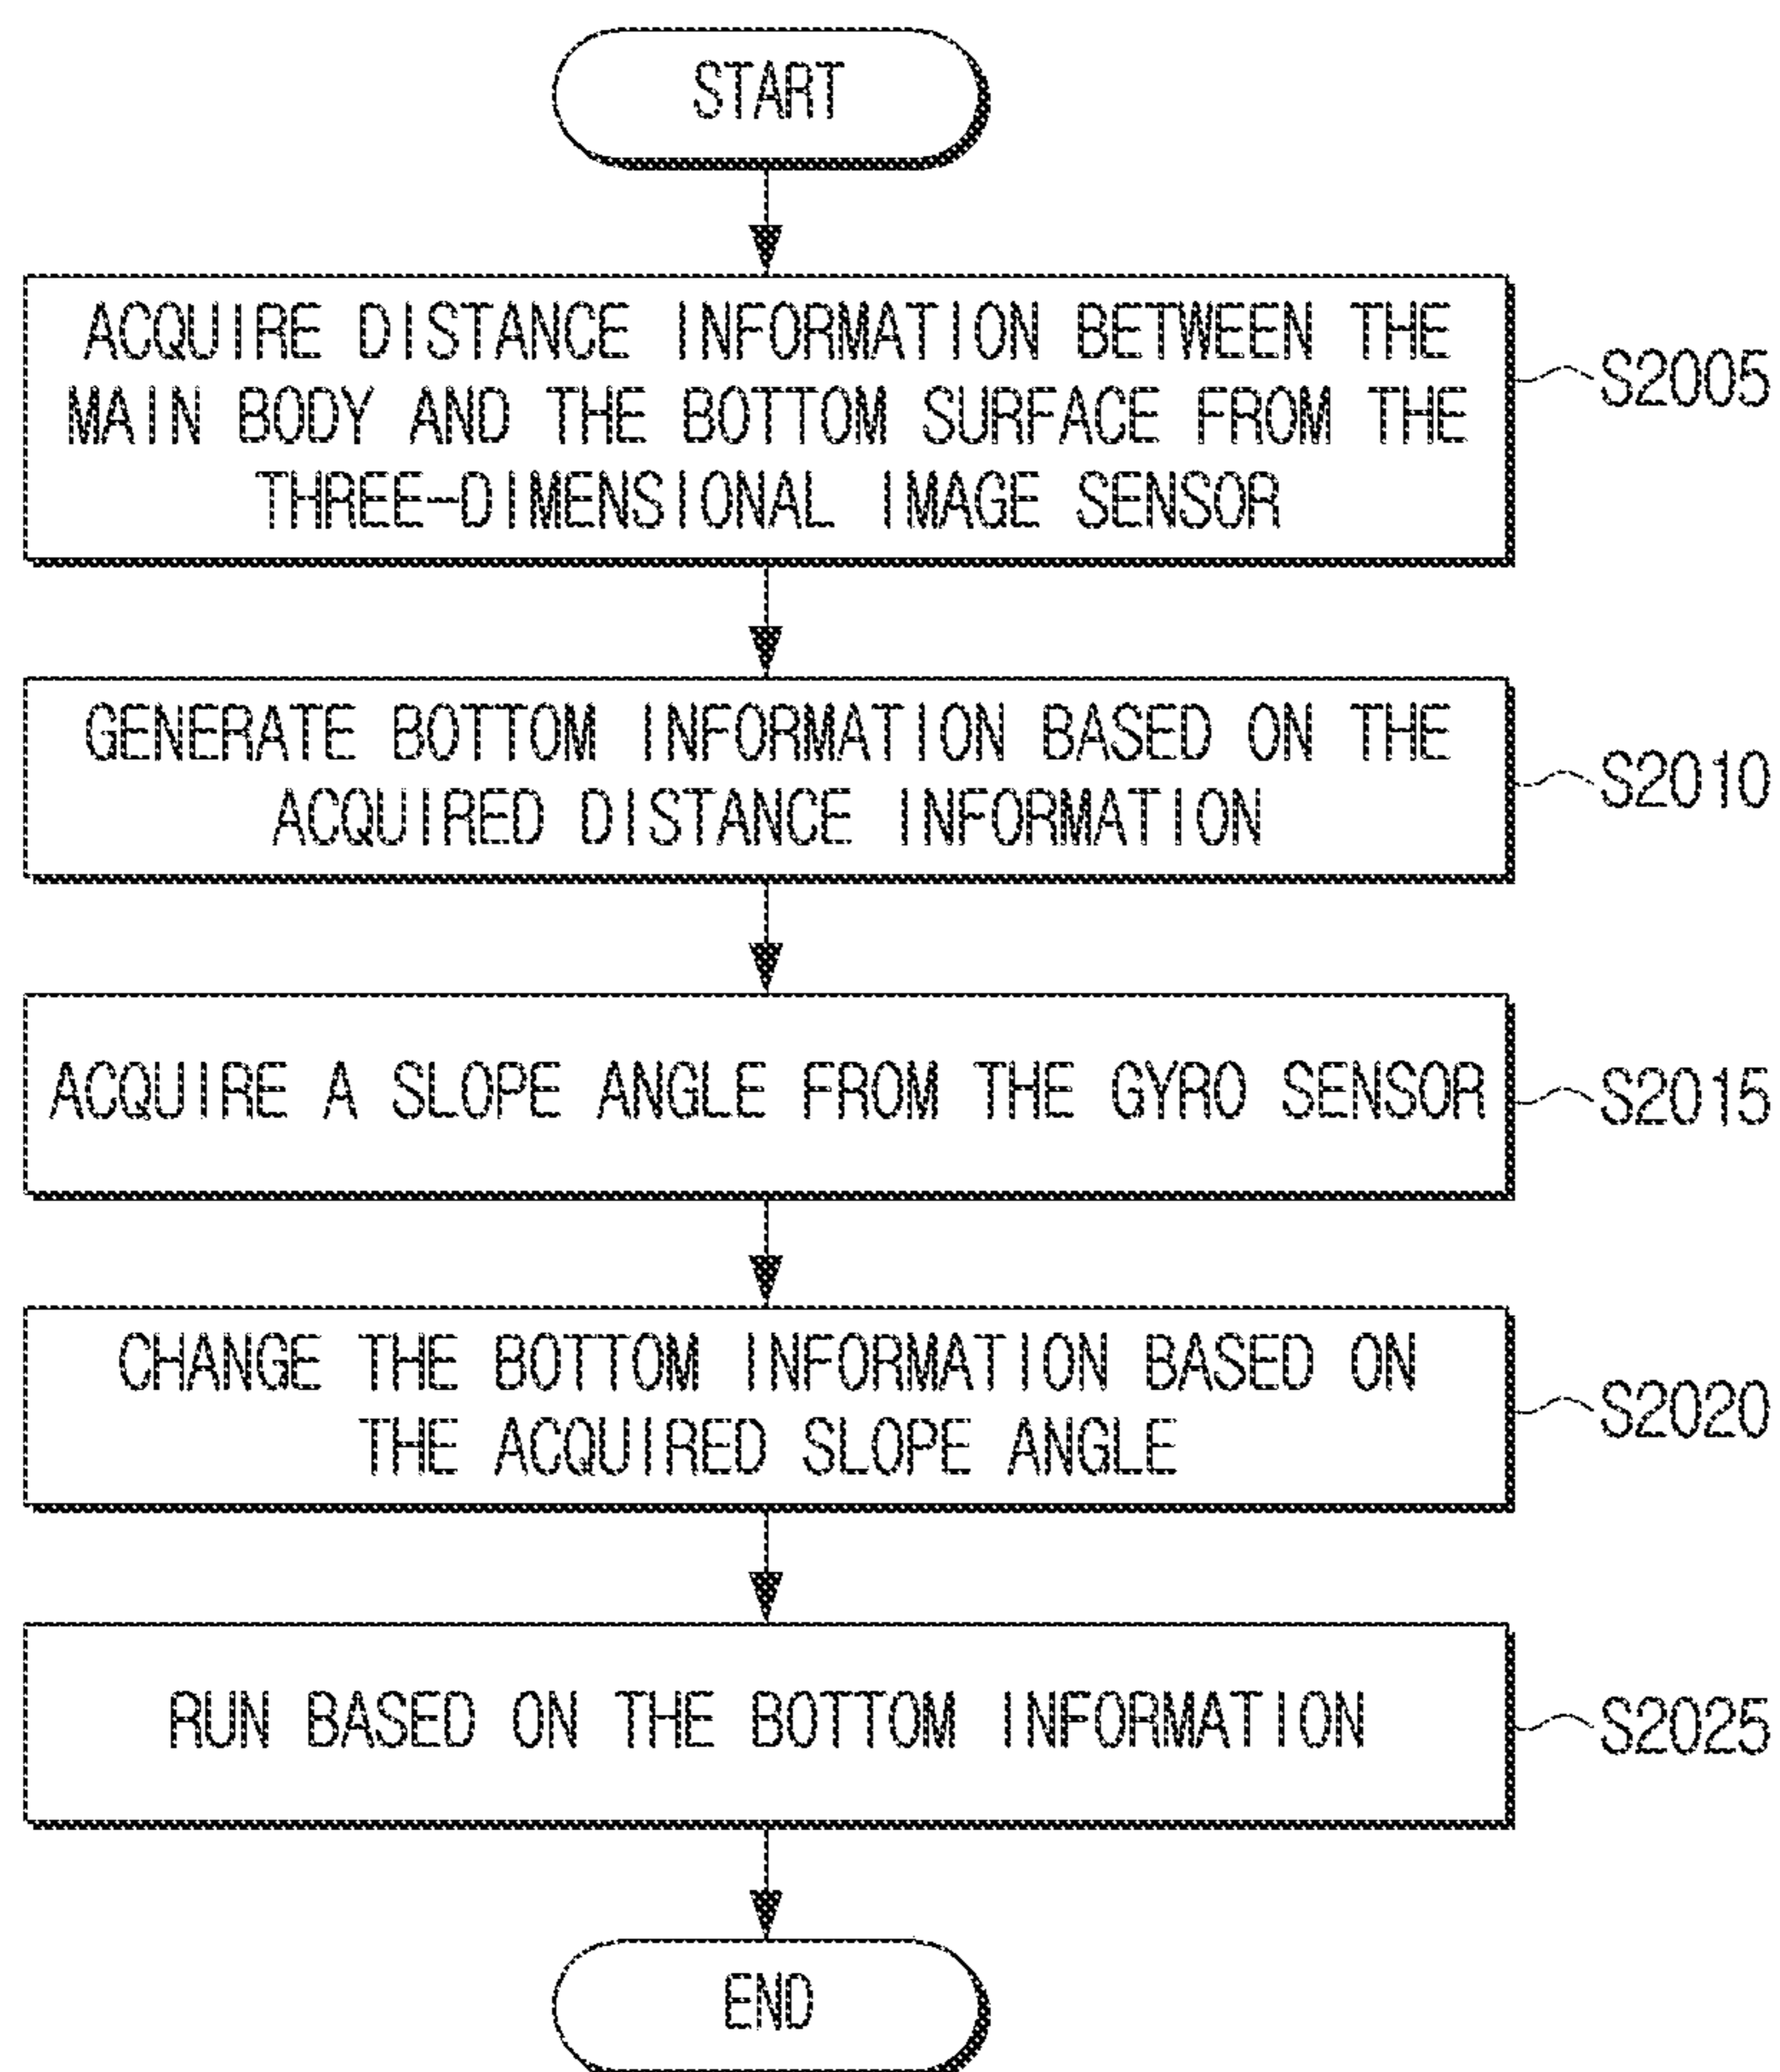 START
ACQUIRE DISTANCE INFORMATION BETWEEN THE
MAIN BODY AND THE BOTTOM SURFACE FROM THE
THREE-DIMENSIONAL IMAGE SENSOR
S2005
GENERATE BOTTOM INFORMATION BASED ON THE
ACQUIRED DISTANCE INFORMATION
S2010
ACQUIRE A SLOPE ANGLE FROM THE GYRO SENSOR
S2015
CHANGE THE BOTTOM INFORMATION BASED ON
THE ACQUIRED SLOPE ANGLE
S2020
RUN BASED ON THE BOTTOM INFORMATION
S2025
END